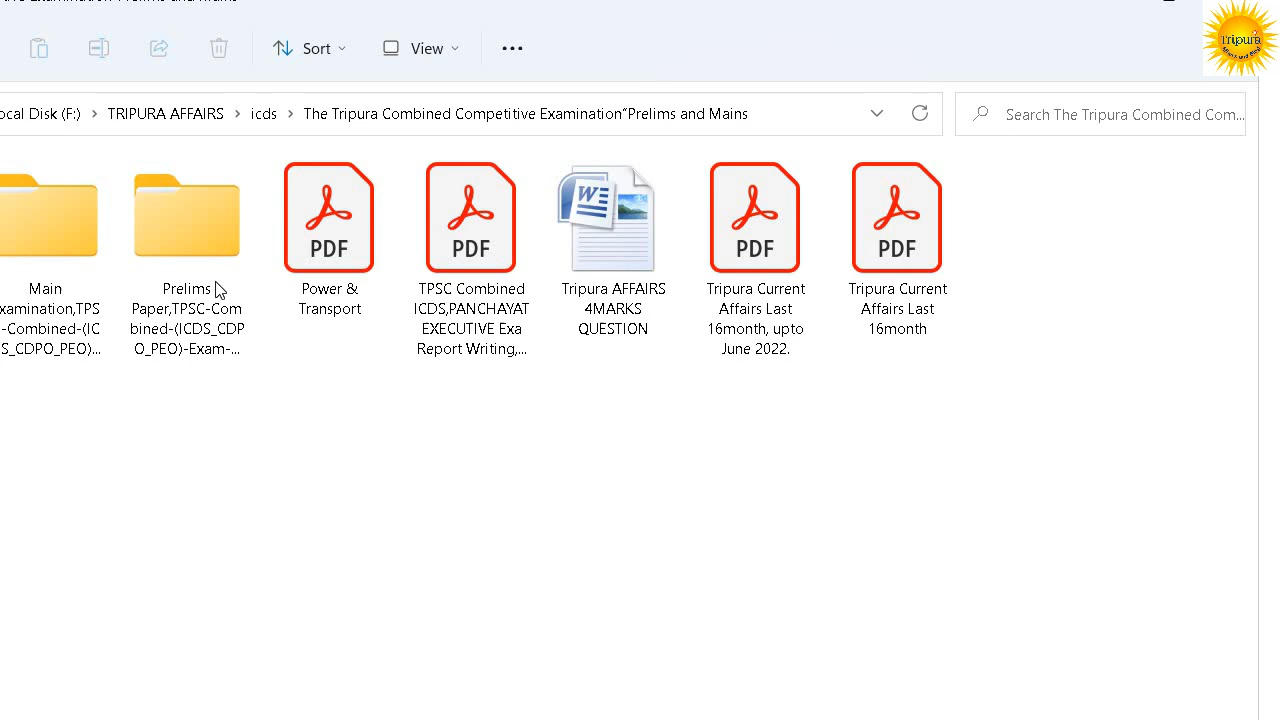 Sort
View
Tripura
ocal Disk (F:) > TRIPURA AFFAIRS > icds > The Tripura Combined Competitive Examination"Prelims and Mains
Search The Tripura Combined Com...
Main
xamination,TPS
-Combined-(IC
S_CDPO_PEO)...
Prelims
Paper,TPSC-Com
bined-(ICDS_CDP
O_PEO)-Exam-...
PDF
Power &
Transport
PDF
TPSC Combined
ICDS,PANCHAYAT
EXECUTIVE Exa
Report Writing,...
W
Tripura AFFAIRS
4MARKS
QUESTION
PDF
Tripura Current
Affairs Last
16month, upto
June 2022.
PDF
Tripura Current
Affairs Last
16month